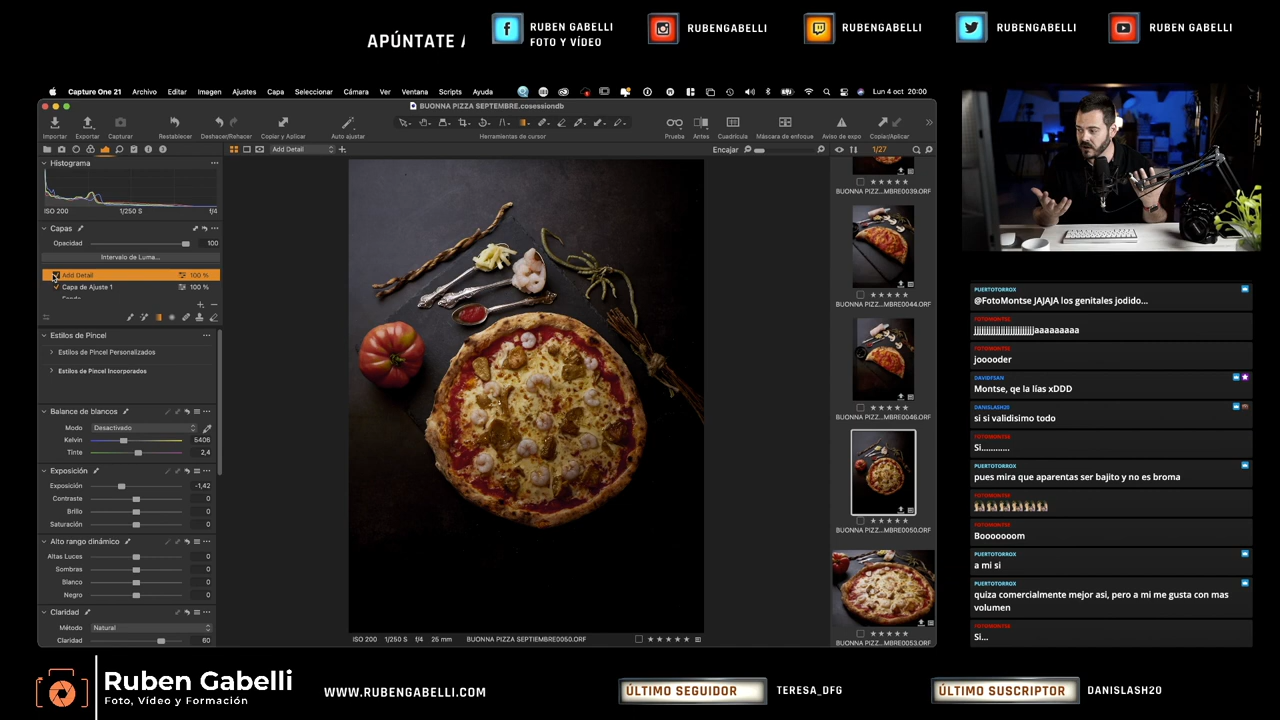 APÚNTATE A
RUBEN GABELLI
FOTO Y VÍDEO
RUBENGABELLI
RUBENGABELLI
RUBENGABELLI
RUBEN GABELLI
Capture One 21 Archivo Editar Imagen Ajustes Capa Seleccionar Cámara Ver Ventana Scripts Ayuda
Lun 4 oct 20:00
BUONNA PIZZA SEPTEMBRE.cosessiondb
Importar Exportar Capturar Restablecer Deshacer/Rehacer Copiar y Aplicar Auto ajustar Herramientas de cursor Prueba Antes Cuadrícula Máscara de enfoque Aviso de expo Copiar/Aplicar
Add Detail
Encajar
1/27
Histograma
ISO 200 1/250 S f/4
Capas
Opacidad 100
Intervalo de Luma...
Add Detail 100 %
Capa de Ajuste 1 100 %
Fondo
Estilos de Pincel
Estilos de Pincel Personalizados
Estilos de Pincel Incorporados
Balance de blancos
Modo Desactivado
Kelvin 5406
Tinte 2,4
Exposición
Exposición -1,42
Contraste 0
Brillo 0
Saturación 0
Alto rango dinámico
Altas Luces 0
Sombras 0
Blanco 0
Negro 0
Claridad
Método Natural
Claridad 60
ISO 200 1/250 S f/4 26 mm BUONNA PIZZA SEPTIEMBRE0050.ORF
BUONNA PIZZ...MBRE0039.ORF
BUONNA PIZZ...MBRE0044.ORF
BUONNA PIZZ...MBRE0046.ORF
BUONNA PIZZ...MBRE0050.ORF
BUONNA PIZZ...MBRE0053.ORF
PUERTOTORROX
@FotoMontse JAJAJA los genitales jodido...
FOTOMONTSE
jjjjjjjjjjjjjjjjjjjjjjjjaaaaaaaaa
FOTOMONTSE
jooooder
DAVIDFSAN
Montse, qe la lías xDDD
DANISLASH20
si si validisimo todo
FOTOMONTSE
Si............
PUERTOTORROX
pues mira que aparentas ser bajito y no es broma
FOTOMONTSE
FOTOMONTSE
Booooooom
PUERTOTORROX
a mi si
PUERTOTORROX
quiza comercialmente mejor asi, pero a mi me gusta con mas
volumen
FOTOMONTSE
Si...
Ruben Gabelli
Foto, Vídeo y Formación
WWW.RUBENGABELLI.COM
ÚLTIMO SEGUIDOR TERESA_DFG
ÚLTIMO SUSCRIPTOR DANISLASH20